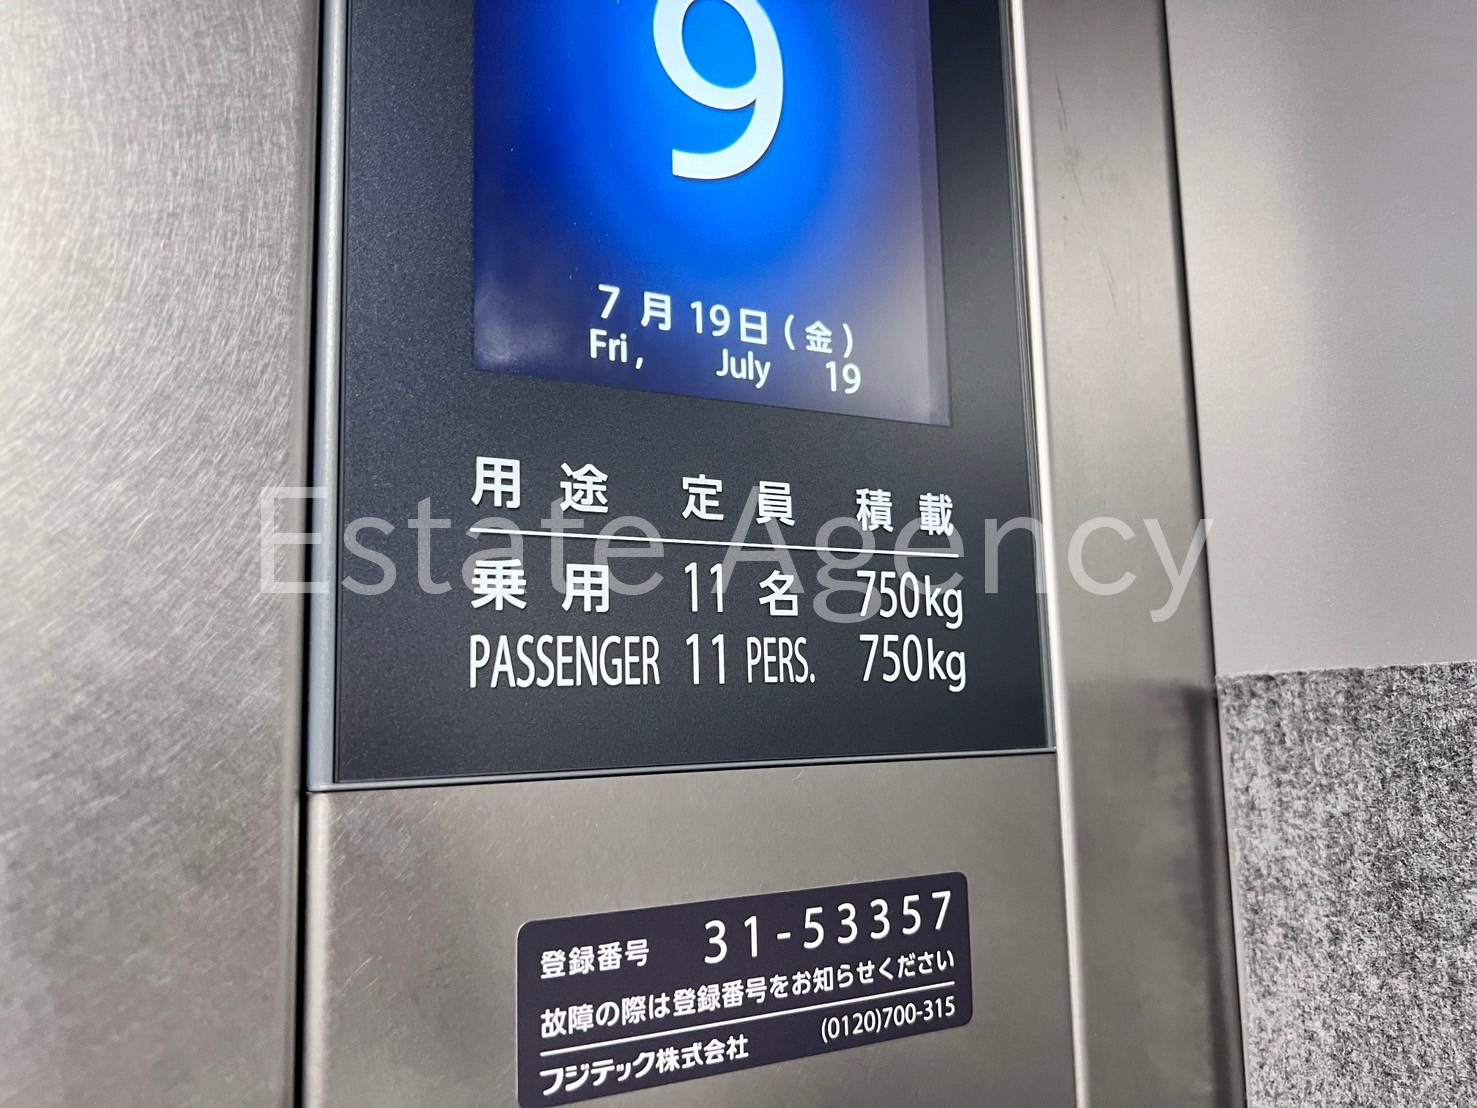 9
7月19日(金)
Fri, July 19
用途 定員 積載
乗用 11名 750kg
PASSENGER 11 PERS. 750kg
Estate Agency
登録番号 31-53357
故障の際は登録番号をお知らせください
フジテック株式会社 (0120)700-315